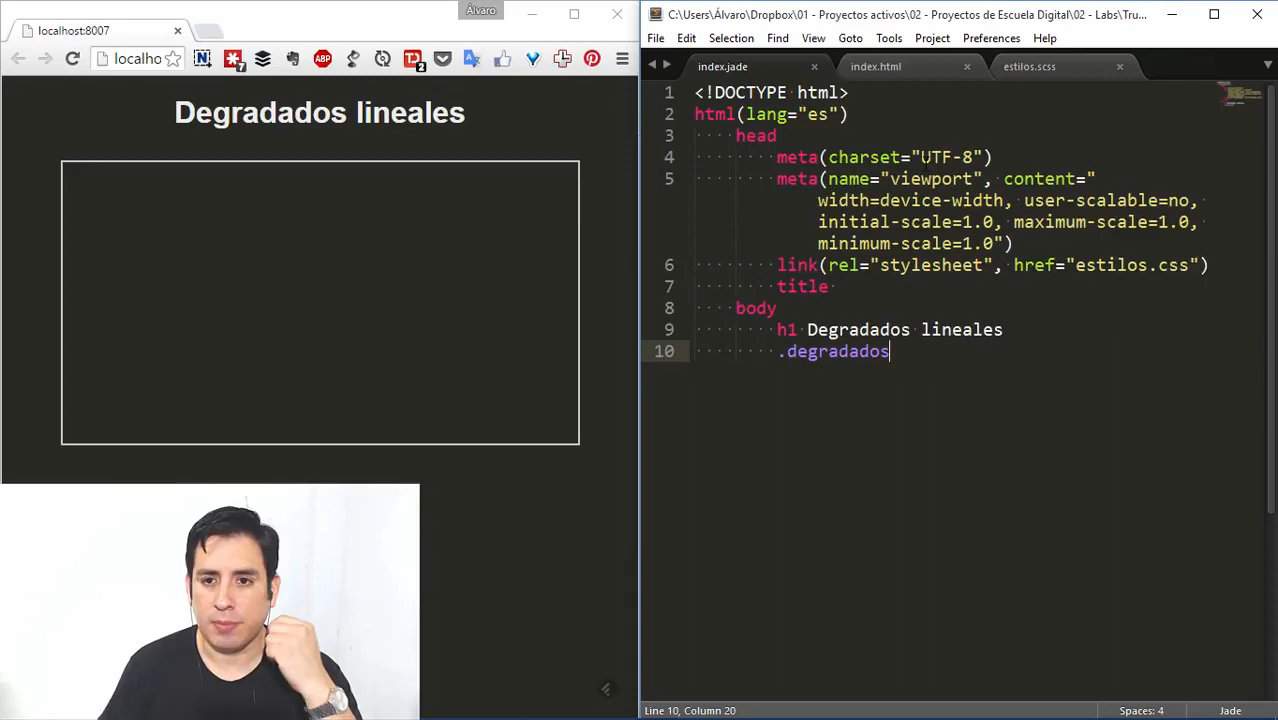 Álvaro
localhost:8007
localho
7
ABP
TD
2
Degradados lineales
C:\Users\Álvaro\Dropbox\01 - Proyectos activos\02 - Proyectos de Escuela Digital\02 - Labs\Tru...
File Edit Selection Find View Goto Tools Project Preferences Help
index.jade
index.html
estilos.scss
1 <!DOCTYPE html>
2 html(lang="es")
3 head
4 meta(charset="UTF-8")
5 meta(name="viewport", content="
width=device-width, user-scalable=no,
initial-scale=1.0, maximum-scale=1.0,
minimum-scale=1.0")
6 link(rel="stylesheet", href="estilos.css")
7 title
8 body
9 h1 Degradados lineales
10 .degradados
Line 10, Column 20
Spaces: 4
Jade